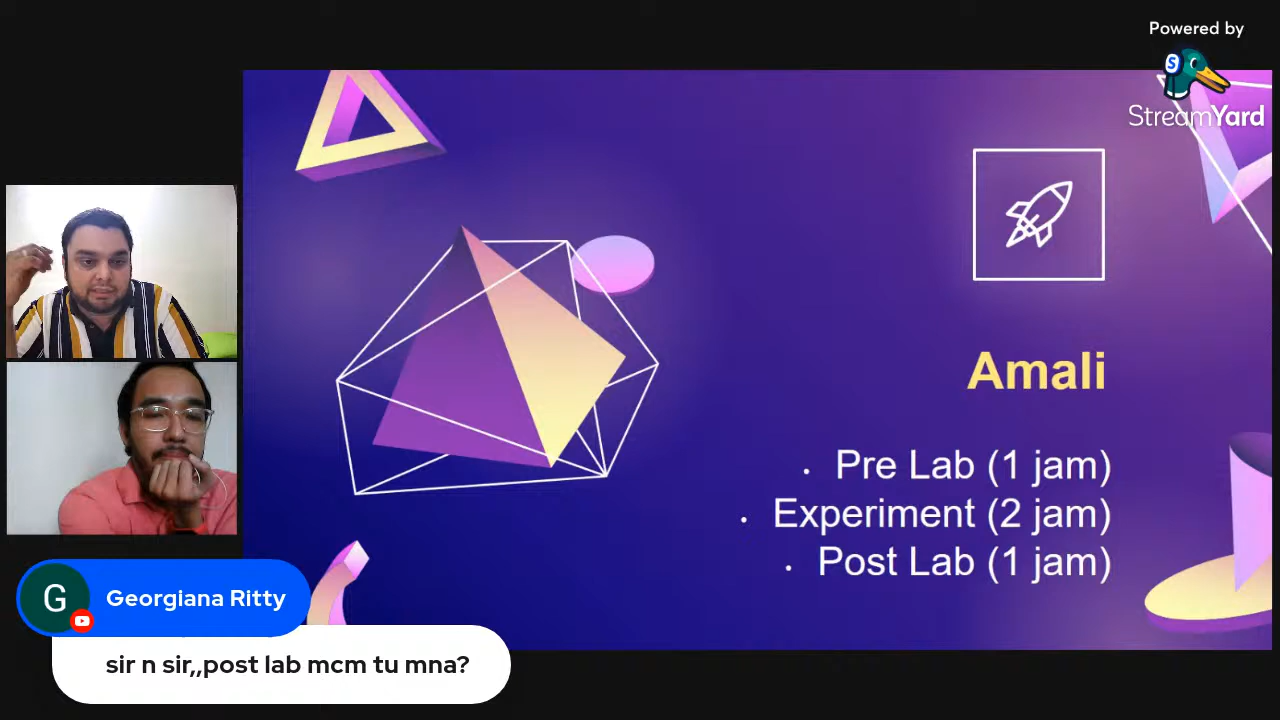 Powered by
S
StreamYard
Amali
· Pre Lab (1 jam)
· Experiment (2 jam)
· Post Lab (1 jam)
G
Georgiana Ritty
sir n sir,,post lab mcm tu mna?